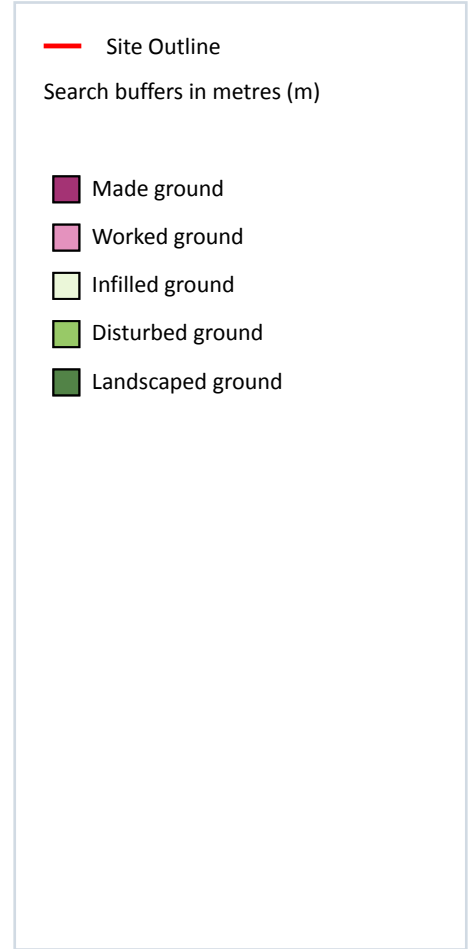 Site Outline
Search buffers in metres (m)
Made ground
Worked ground
Infilled ground
Disturbed ground
Landscaped ground